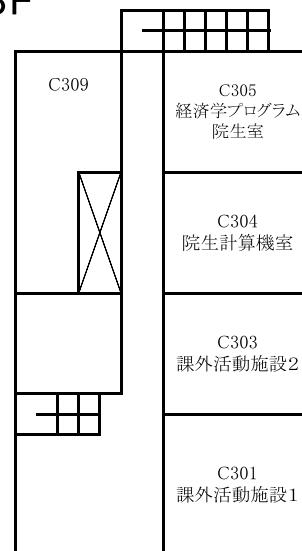 C309
C305
経済学プログラム
院生室
C304
院生計算機室
C303
課外活動施設2
C301
課外活動施設1